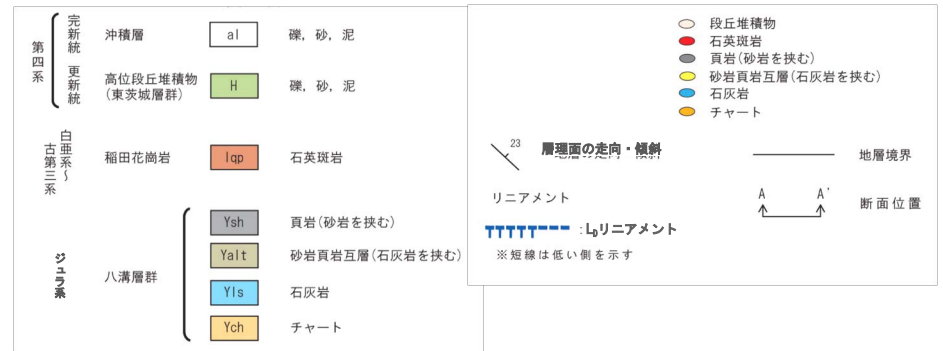 第四系
完新統
沖積層 al 礫，砂，泥
更新統
高位段丘堆積物
(東茨城層群) H 礫，砂，泥
白亜系～
古第三系
稲田花崗岩 Iqp 石英斑岩
ジュラ系
八溝層群
Ysh 頁岩(砂岩を挟む)
Yalt 砂岩頁岩互層(石灰岩を挟む)
Yls 石灰岩
Ych チャート
段丘堆積物
石英斑岩
頁岩(砂岩を挟む)
砂岩頁岩互層(石灰岩を挟む)
石灰岩
チャート
23 層理面の走向・傾斜
地層境界
リニアメント
A A' 断面位置
:LDリニアメント
※短線は低い側を示す